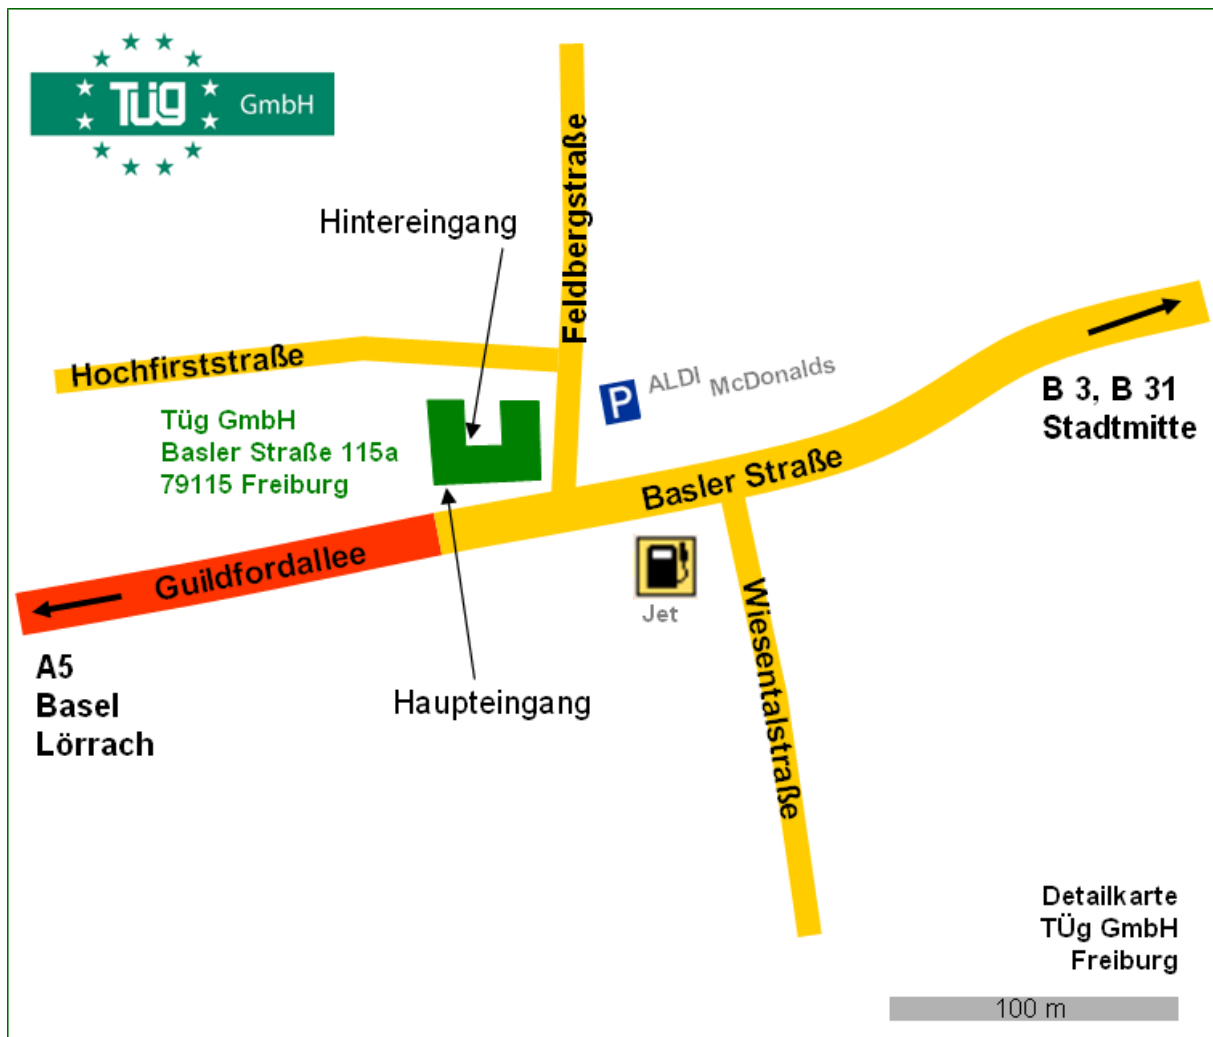 Tüg GmbH
Hintereingang
Feldbergstraße
Hochfirststraße
P
ALDI
McDonalds
B 3, B 31
Stadtmitte
Tüg GmbH
Basler Straße 115a
79115 Freiburg
Basler Straße
Guildfordallee
Jet
Wiesentalstraße
A5
Basel
Lörrach
Haupteingang
Detailkarte
TÜg GmbH
Freiburg
100 m